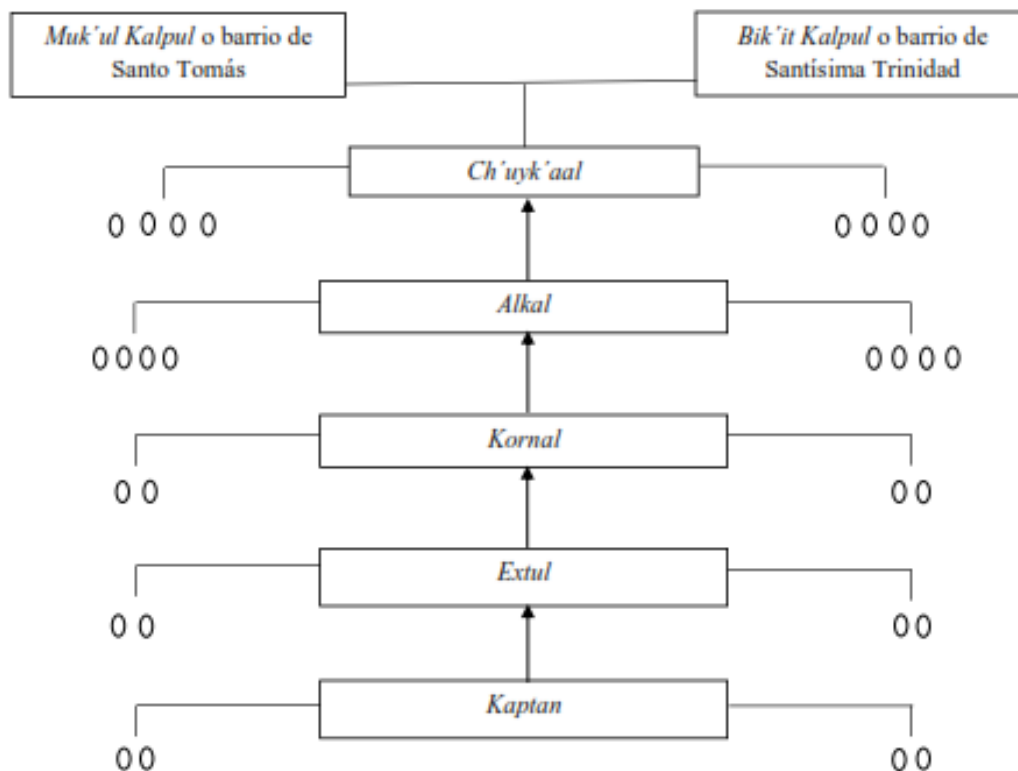 Muk´ul Kalpul o barrio de
Santo Tomás
Bik´it Kalpul o barrio de
Santísima Trinidad
Ch´uyk´aal
0 0 0 0
0 0 0 0
Alkal
0 0 0 0
0 0 0 0
Kornal
0 0
0 0
Extul
0 0
0 0
Kaptan
0 0
0 0